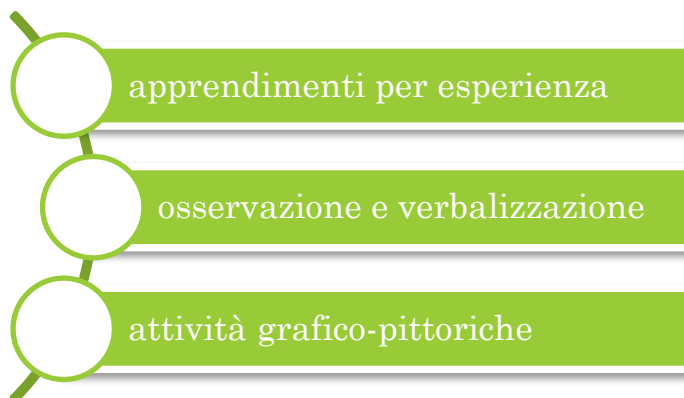 apprendimenti per esperienza
osservazione e verbalizzazione
attività grafico-pittoriche